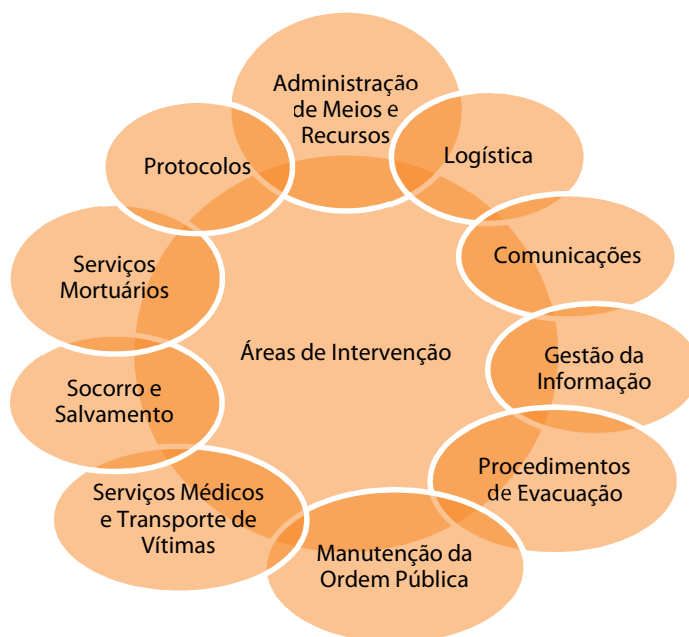 Administração
de Meios e
Recursos
Logística
Comunicações
Gestão da
Informação
Procedimentos
de Evacuação
Manutenção da
Ordem Pública
Serviços Médicos
e Transporte de
Vítimas
Socorro e
Salvamento
Serviços
Mortuários
Protocolos
Áreas de Intervenção